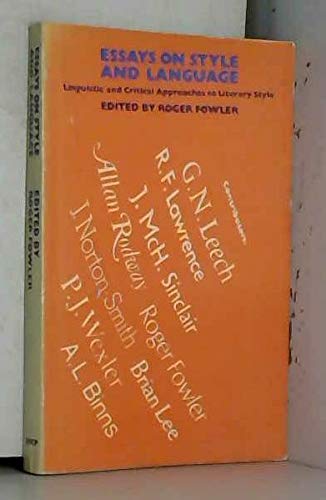 ESSAYS ON STYLE
AND LANGUAGE
Linguistic and Critical Approaches to Literary Style
EDITED BY ROGER FOWLER
Contributors:
G. N. Leech
R. F. Lawrence
J. McH. Sinclair
Roger Fowler
Brian Lee
Allan Rodway
J. Norton Smith
P. J. Wexler
A. L. Binns
ESSAYS ON STYLE
AND LANGUAGE
EDITED BY
ROGER FOWLER